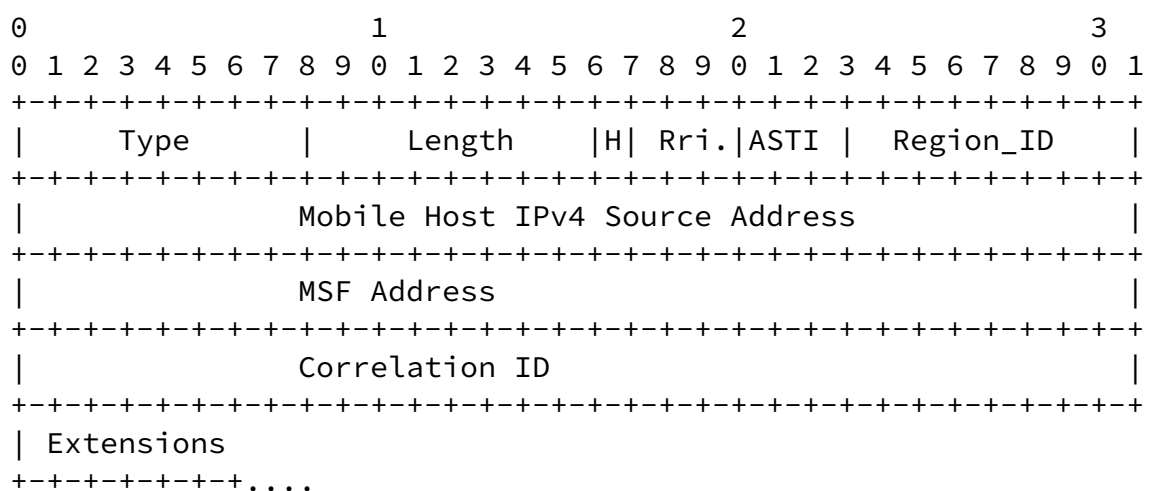 0                   1                   2                   3
0 1 2 3 4 5 6 7 8 9 0 1 2 3 4 5 6 7 8 9 0 1 2 3 4 5 6 7 8 9 0 1
+-+-+-+-+-+-+-+-+-+-+-+-+-+-+-+-+-+-+-+-+-+-+-+-+-+-+-+-+-+-+-+
|     Type      |     Length    |H| Rri.|ASTI |  Region_ID    |
+-+-+-+-+-+-+-+-+-+-+-+-+-+-+-+-+-+-+-+-+-+-+-+-+-+-+-+-+-+-+-+
|               Mobile Host IPv4 Source Address               |
+-+-+-+-+-+-+-+-+-+-+-+-+-+-+-+-+-+-+-+-+-+-+-+-+-+-+-+-+-+-+-+
|               MSF Address                                   |
+-+-+-+-+-+-+-+-+-+-+-+-+-+-+-+-+-+-+-+-+-+-+-+-+-+-+-+-+-+-+-+
|               Correlation ID                                |
+-+-+-+-+-+-+-+-+-+-+-+-+-+-+-+-+-+-+-+-+-+-+-+-+-+-+-+-+-+-+-+
| Extensions
+-+-+-+-+-+-+....